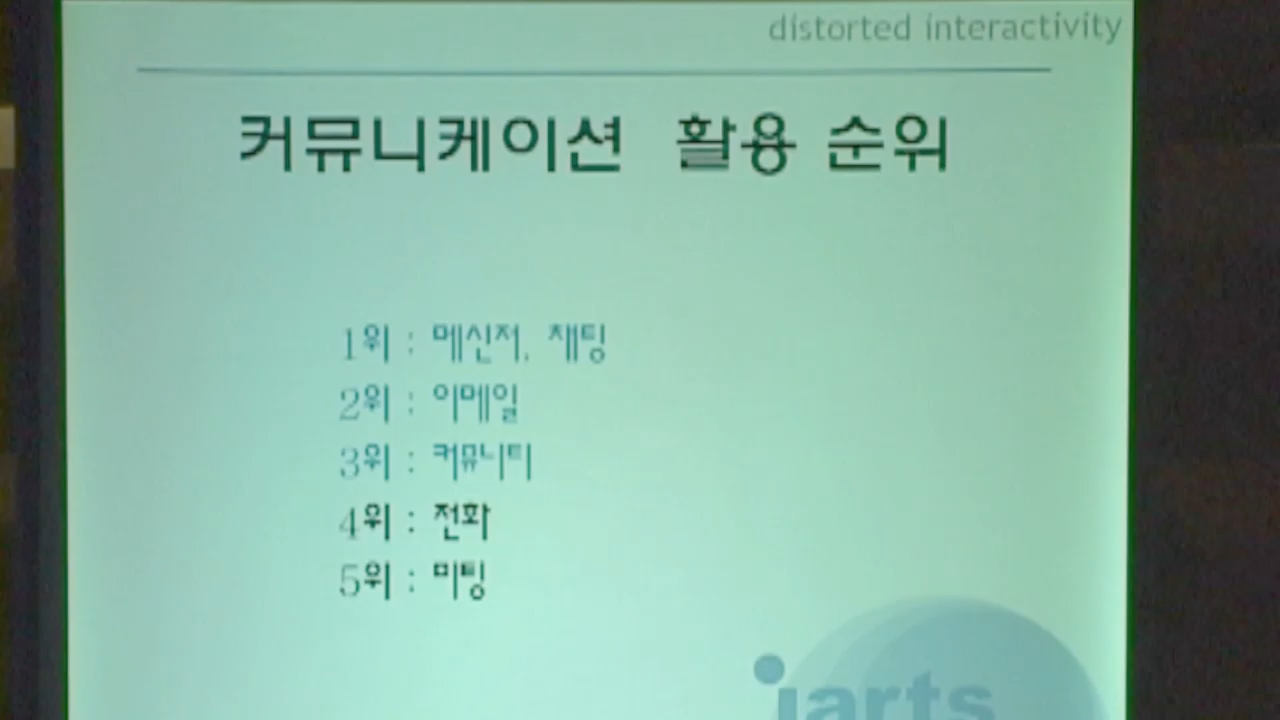 distorted interactivity
커뮤니케이션 활용 순위
1위 : 메신저, 채팅
2위 : 이메일
3위 : 커뮤니티
4위 : 전화
5위 : 미팅
iarts